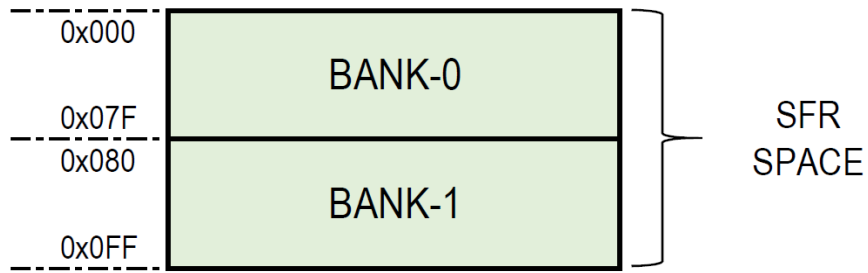 0x000
BANK-0
0x07F
0x080
BANK-1
0x0FF
SFR
SPACE